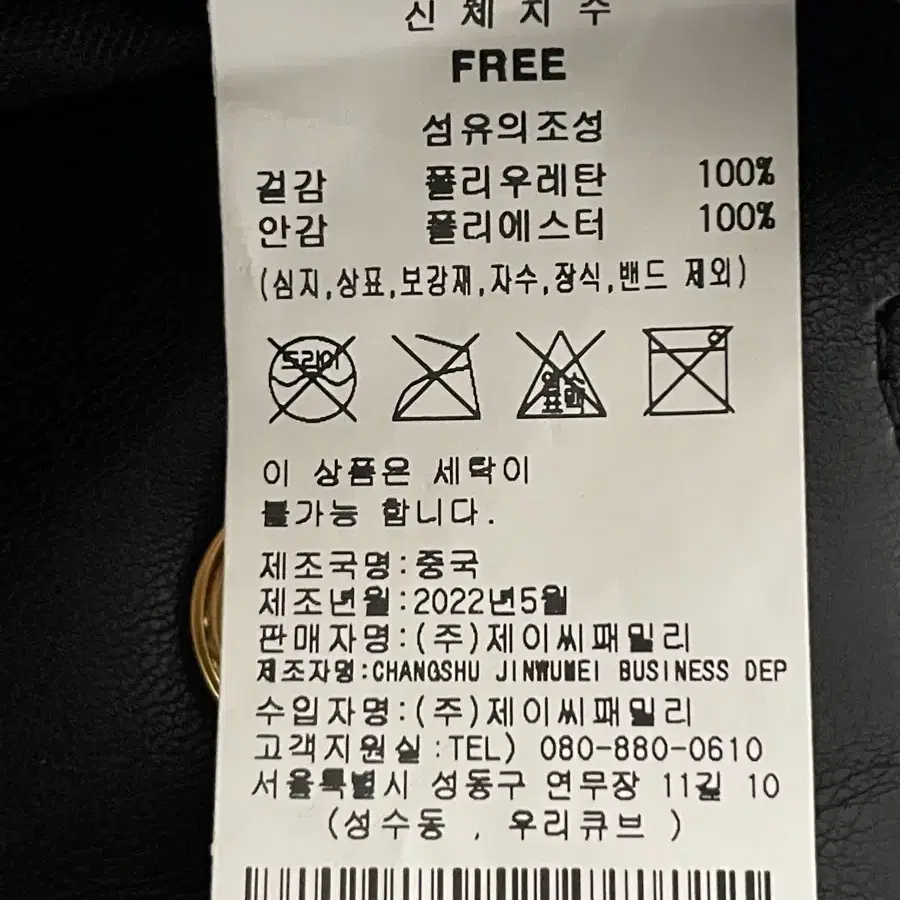 신체지수
FREE
섬유의조성
겉감 폴리우레탄 100%
안감 폴리에스터 100%
(심지,상표,보강재,자수,장식,밴드 제외)
드라이
염소
표백
이 상품은 세탁이
불가능 합니다.
제조국명:중국
제조년월:2022년5월
판매자명:(주)제이씨패밀리
제조자명:CHANGSHU JINWUMEI BUSINESS DEP
수입자명:(주)제이씨패밀리
고객지원실:TEL) 080-880-0610
서울특별시 성동구 연무장 11길 10
(성수동 , 우리큐브 )